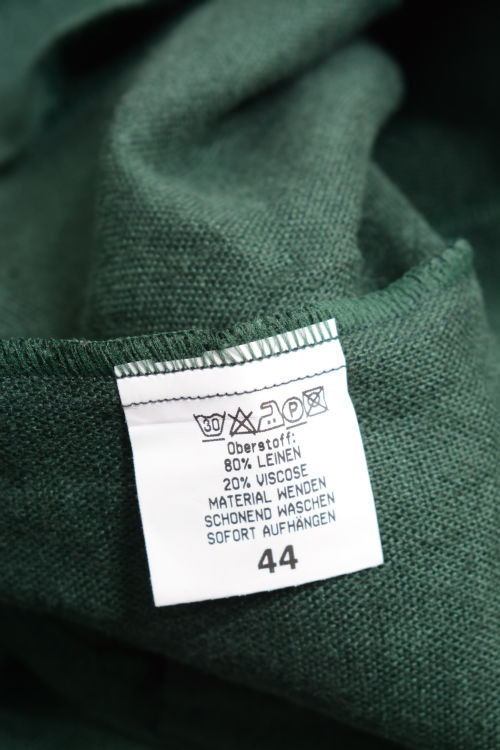 30 P
Oberstoff:
80% LEINEN
20% VISCOSE
MATERIAL WENDEN
SCHONEND WASCHEN
SOFORT AUFHÄNGEN
44